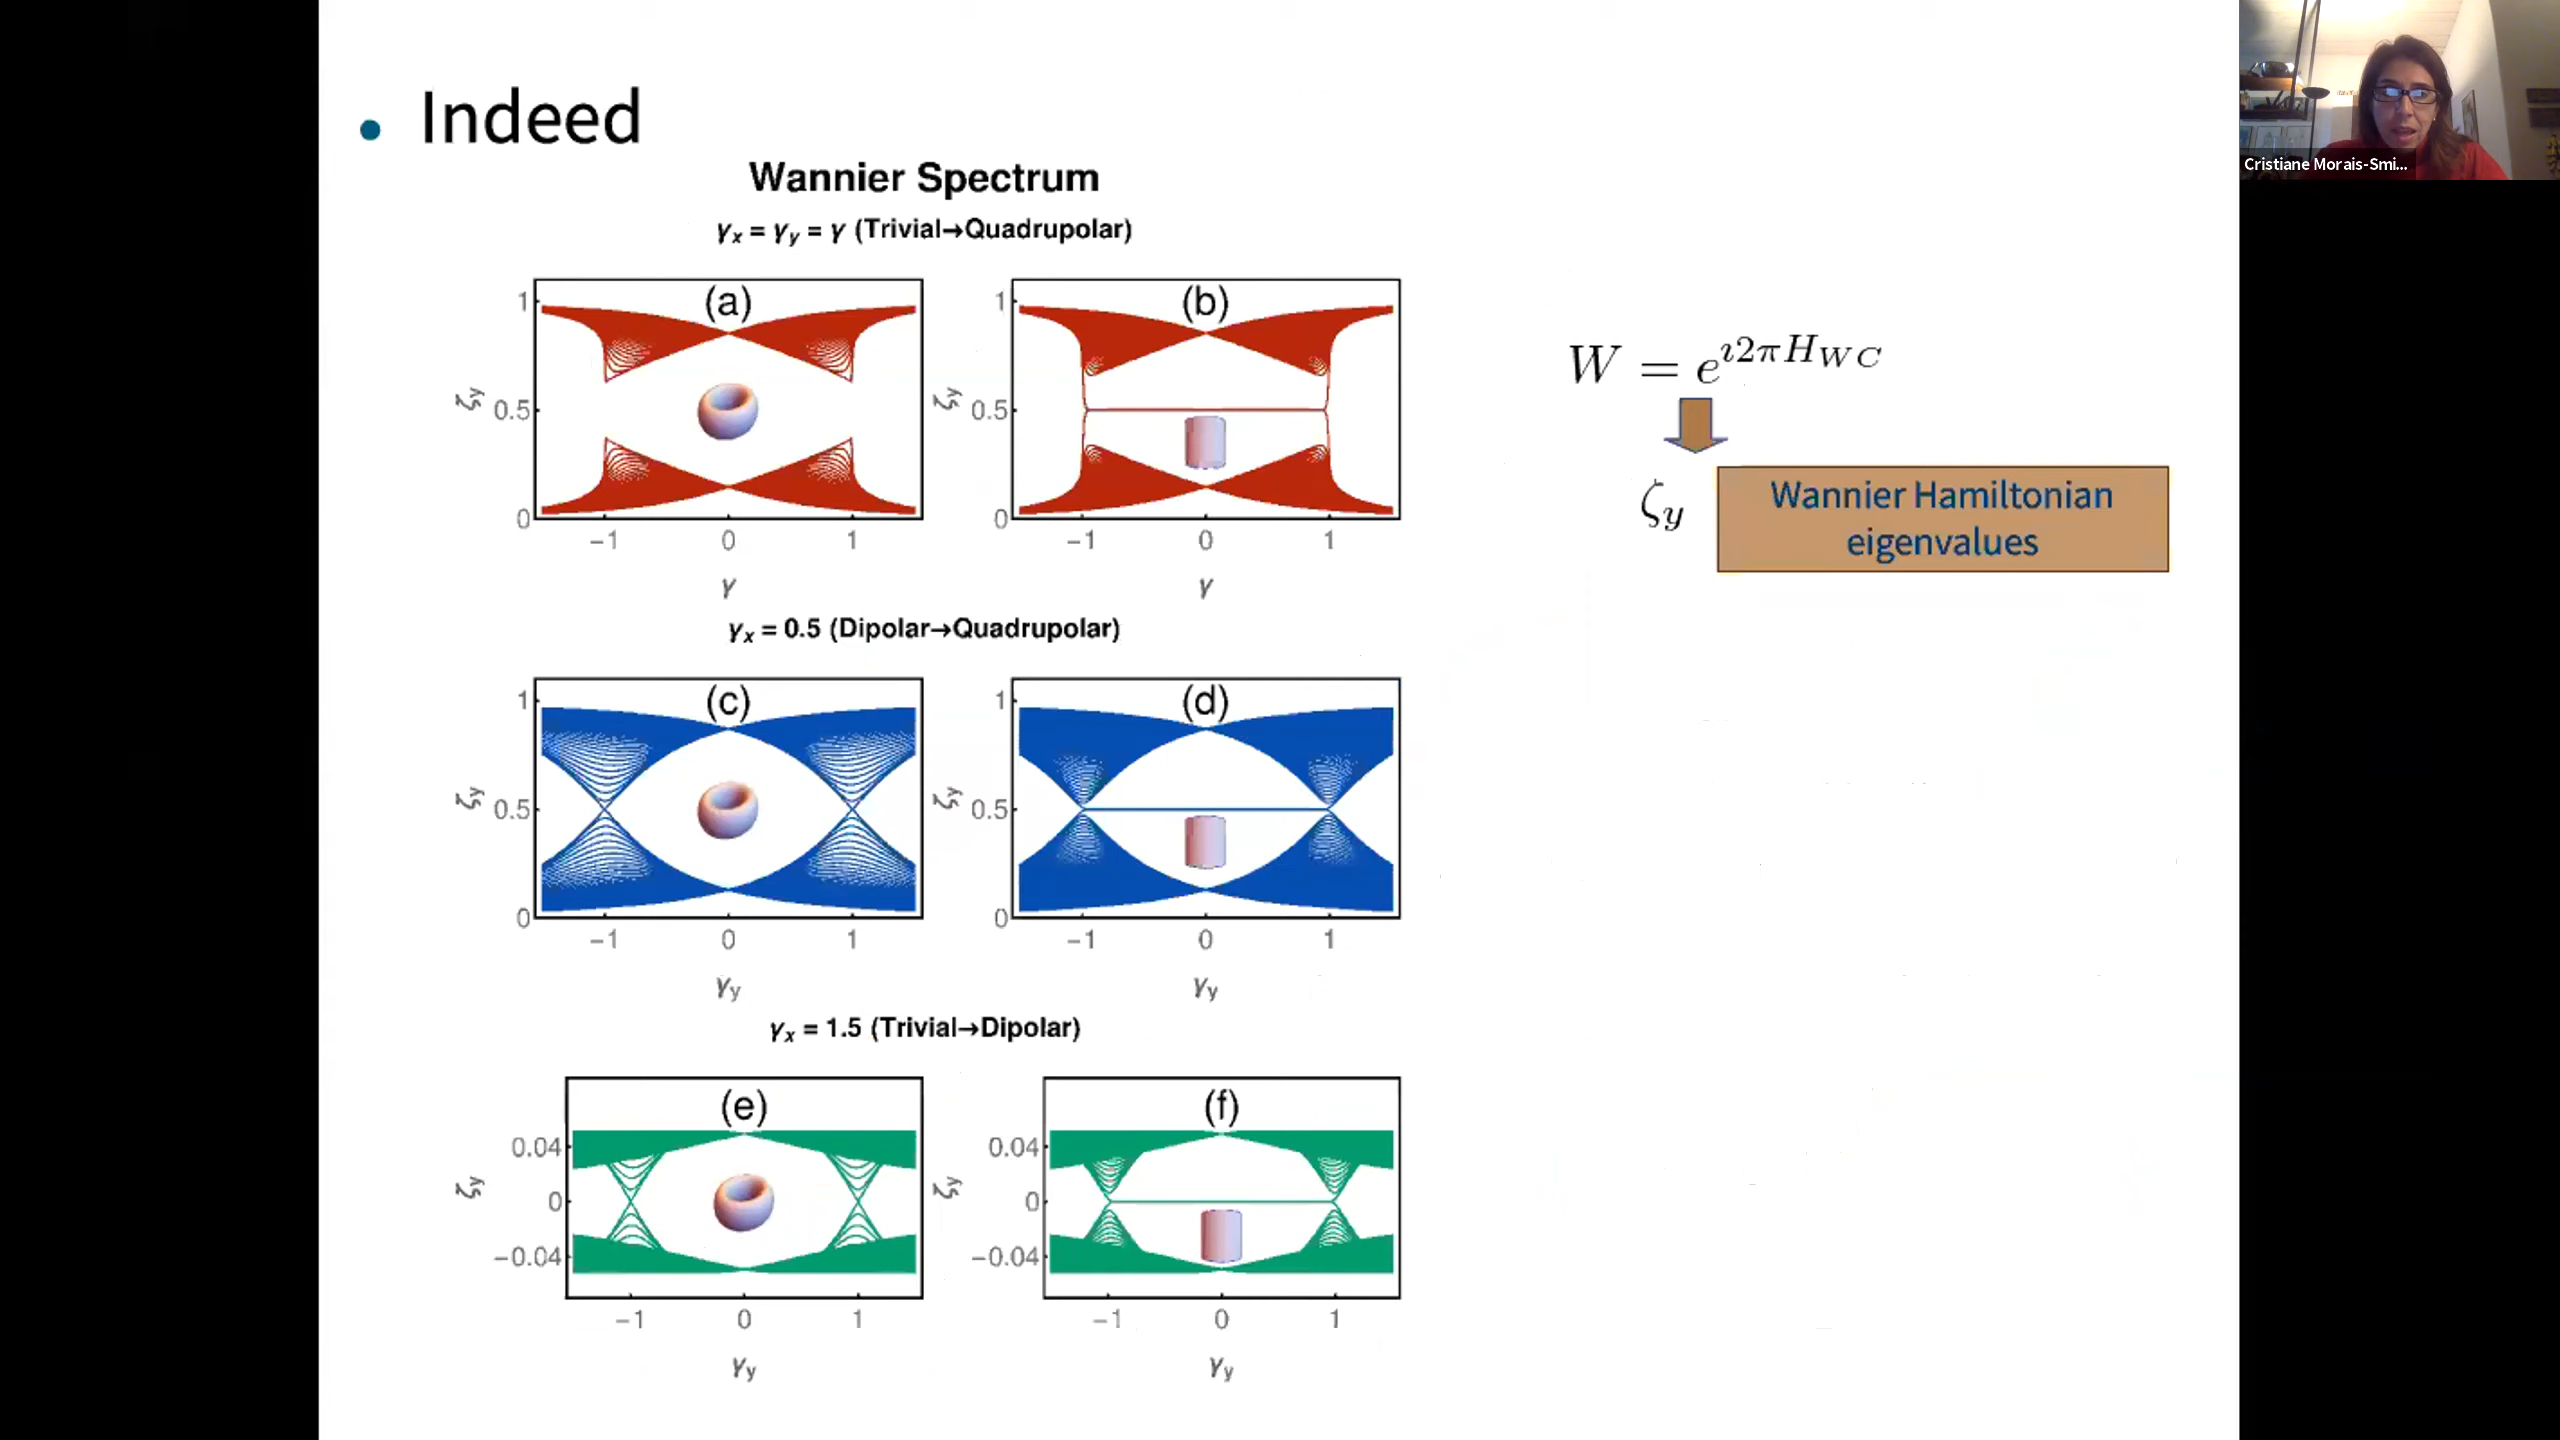 • Indeed
Wannier Spectrum
γx = γy = γ (Trivial→Quadrupolar)
(a)
(b)
1
0.5
0
ζy
−1 0 1
γ
1
0.5
0
ζy
−1 0 1
γ
γx = 0.5 (Dipolar→Quadrupolar)
(c)
(d)
1
0.5
0
ζy
−1 0 1
γy
1
0.5
0
ζy
−1 0 1
γy
γx = 1.5 (Trivial→Dipolar)
(e)
(f)
0.04
0
−0.04
ζy
−1 0 1
γy
0.04
0
−0.04
ζy
−1 0 1
γy
W = e^{ı2πH_{WC}}
ζy
Wannier Hamiltonian
eigenvalues
Cristiane Morais-Smi...